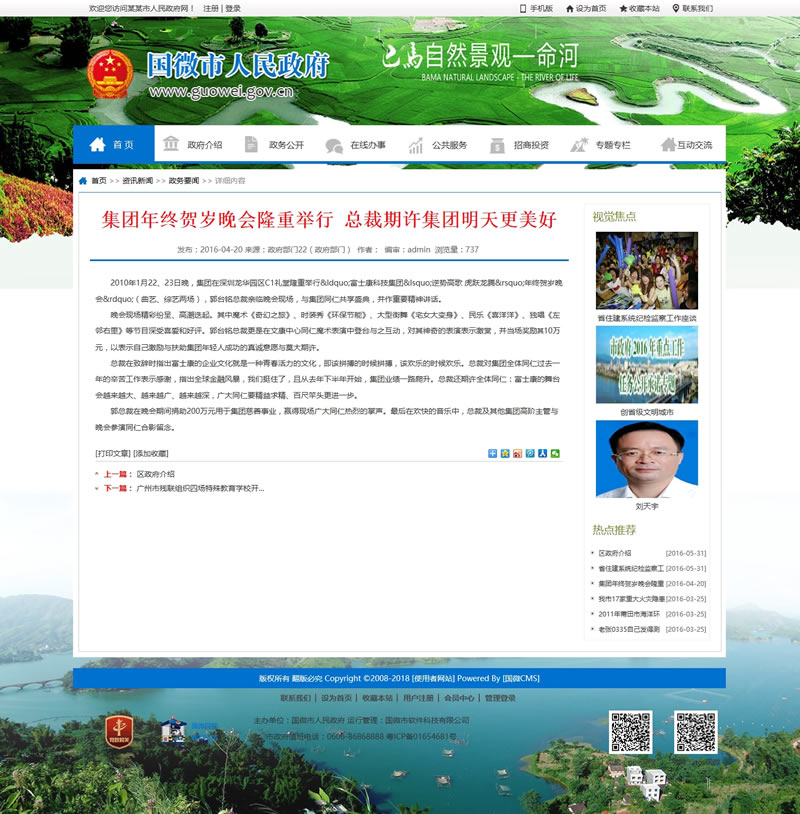 欢迎您访问某某市人民政府网！ 注册 | 登录
手机版 设为首页 收藏本站 联系我们
国微市人民政府
www.guowei.gov.cn
巴马自然景观—命河
BAMA NATURAL LANDSCAPE - THE RIVER OF LIFE
首 页 政府介绍 政务公开 在线办事 公共服务 招商投资 专题专栏 互动交流
首页 >> 资讯新闻 >> 政务要闻 >> 详细内容
集团年终贺岁晚会隆重举行 总裁期许集团明天更美好
发布：2016-04-20 来源：政府部门22（政府部门） 作者： 编审：admin 浏览量：737
2010年1月22、23日晚，集团在深圳龙华园区C1礼堂隆重举行&ldquo;富士康科技集团&lsquo;逆势高歌 虎跃龙腾&rsquo;年终贺岁晚
会&rdquo;（曲艺、综艺两场），郭台铭总裁亲临晚会现场，与集团同仁共享盛典，并作重要精神讲话。
晚会现场精彩纷呈、高潮迭起。其中魔术《奇幻之旅》、时装秀《环保节能》、大型街舞《宅女大变身》、民乐《喜洋洋》、独唱《左
邻右里》等节目深受喜爱和好评。郭台铭总裁更是在文康中心同仁魔术表演中登台与之互动，对其神奇的表演表示激赏，并当场奖励其10万
元，以表示自己激励与扶助集团年轻人成功的真诚意愿与莫大期许。
总裁在致辞时指出富士康的企业文化就是一种青春活力的文化，即该拼搏的时候拼搏，该欢乐的时候欢乐。总裁对集团全体同仁过去一
年的辛苦工作表示感谢，指出全球金融风暴，我们挺住了，且从去年下半年开始，集团业绩一路爬升。总裁还期许全体同仁：富士康的舞台
会越来越大、越来越广、越来越深，广大同仁要精益求精、百尺竿头更进一步。
郭总裁在晚会期间捐助200万元用于集团慈善事业，赢得现场广大同仁热烈的掌声。最后在欢快的音乐中，总裁及其他集团高阶主管与
晚会参演同仁合影留念。
[打印文章] [添加收藏]
上一篇： 区政府介绍
下一篇： 广州市残联组织四场特殊教育学校开...
视觉焦点
省住建系统纪检监察工作座谈
市政府 2016 年重点工作
任务公开承诺专题
创省级文明城市
刘天宇
热点推荐
区政府介绍 [2016-05-31]
省住建系统纪检监察工 [2016-05-31]
集团年终贺岁晚会隆重 [2016-04-20]
我市17家重大火灾隐患 [2016-03-25]
2011年莆田市海洋环 [2016-03-25]
老张0335自己发得测 [2016-03-25]
版权所有 翻版必究 Copyright ©2008-2018 [使用者网站] Powered By [国微CMS]
联系我们 | 设为首页 | 收藏本站 | 用户注册 | 会员中心 | 管理登录
主办单位：国微市人民政府 运行管理：国微市软件科技有限公司
市政府值班电话：0666-86868888 粤ICP备01654681号